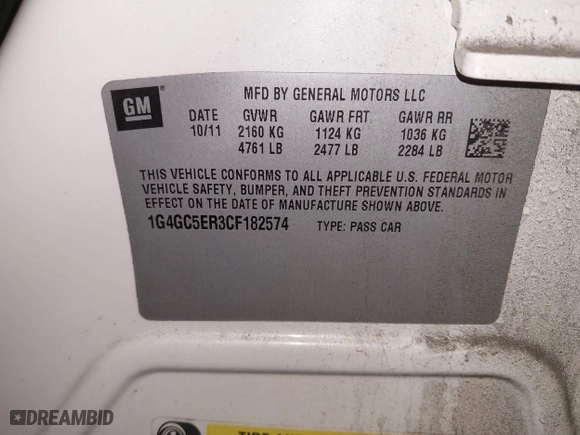 GM
MFD BY GENERAL MOTORS LLC
DATE GVWR GAWR FRT GAWR RR
10/11 2160 KG 1124 KG 1036 KG
4761 LB 2477 LB 2284 LB
THIS VEHICLE CONFORMS TO ALL APPLICABLE U.S. FEDERAL MOTOR
VEHICLE SAFETY, BUMPER, AND THEFT PREVENTION STANDARDS IN
EFFECT ON THE DATE OF MANUFACTURE SHOWN ABOVE.
1G4GC5ER3CF182574 TYPE: PASS CAR
DREAMBID
TIRE